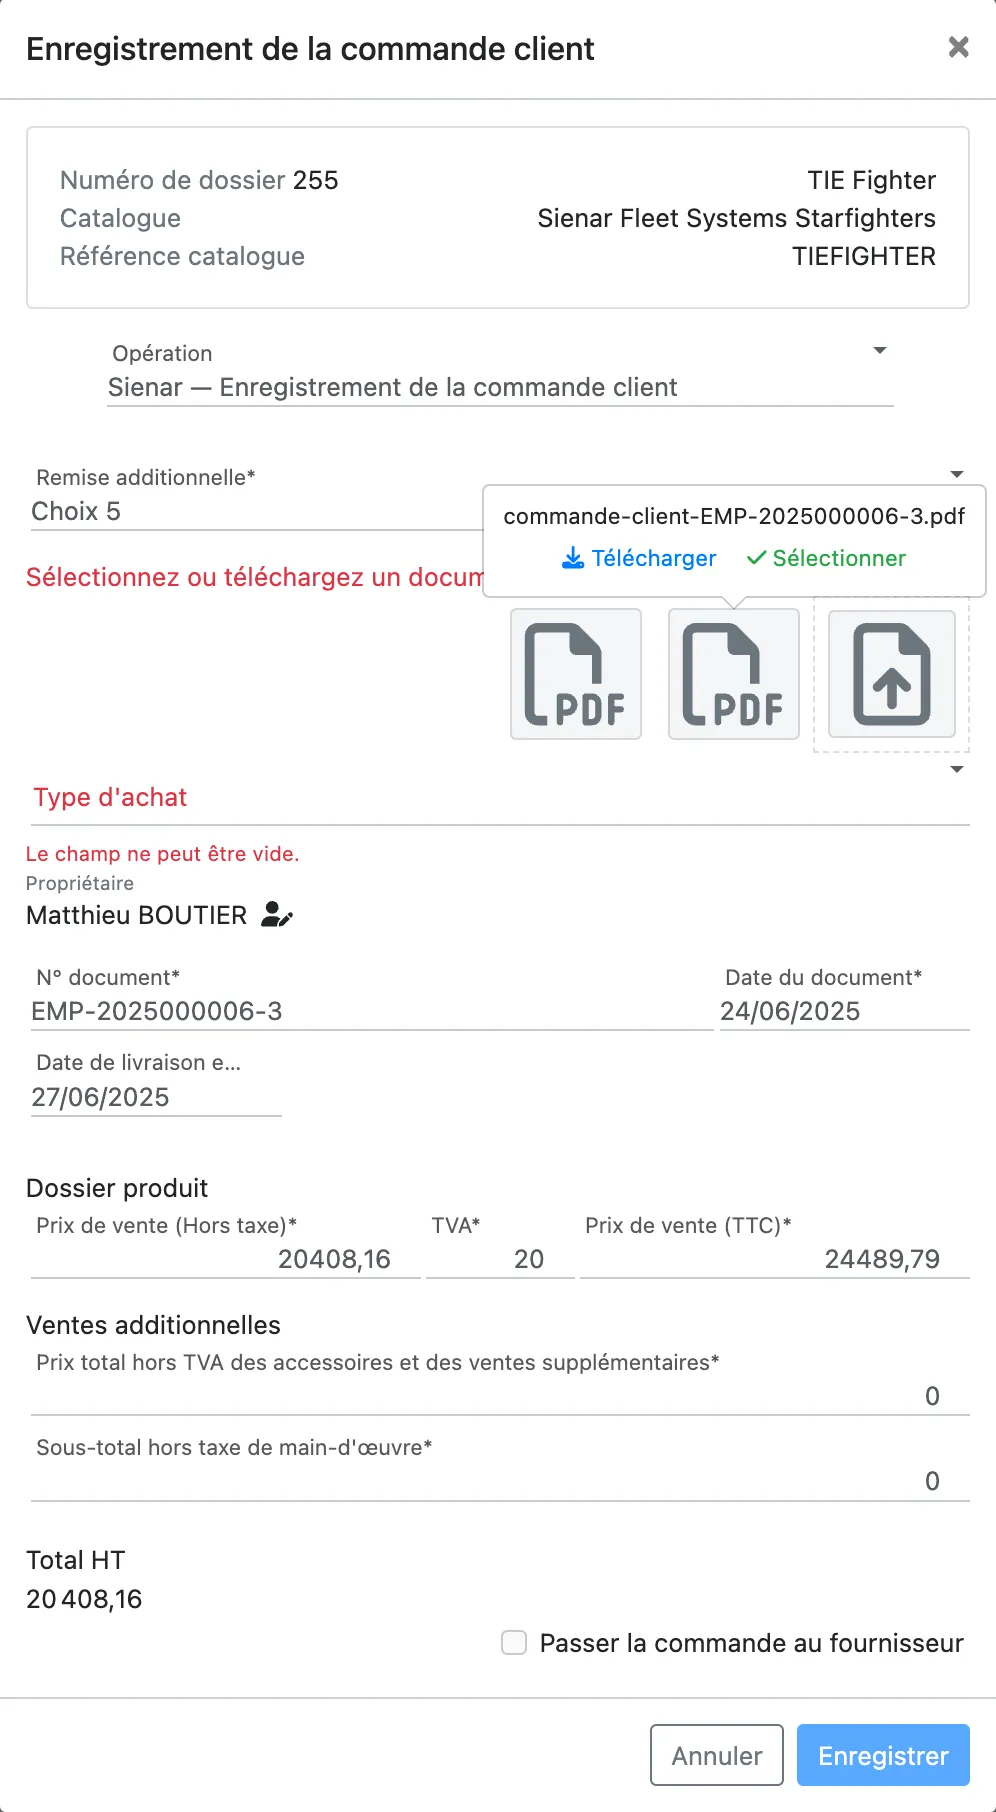 Enregistrement de la commande client
Numéro de dossier 255
TIE Fighter
Catalogue
Sienar Fleet Systems Starfighters
Référence catalogue
TIEFIGHTER
Opération
Sienar — Enregistrement de la commande client
Remise additionnelle*
Choix 5
commande-client-EMP-2025000006-3.pdf
Télécharger
Sélectionner
Sélectionnez ou téléchargez un docum
PDF
PDF
Type d'achat
Le champ ne peut être vide.
Propriétaire
Matthieu BOUTIER
N° document*
Date du document*
EMP-2025000006-3
24/06/2025
Date de livraison e...
27/06/2025
Dossier produit
Prix de vente (Hors taxe)*
TVA*
Prix de vente (TTC)*
20408,16
20
24489,79
Ventes additionnelles
Prix total hors TVA des accessoires et des ventes supplémentaires*
0
Sous-total hors taxe de main-d'œuvre*
0
Total HT
20 408,16
Passer la commande au fournisseur
Annuler
Enregistrer